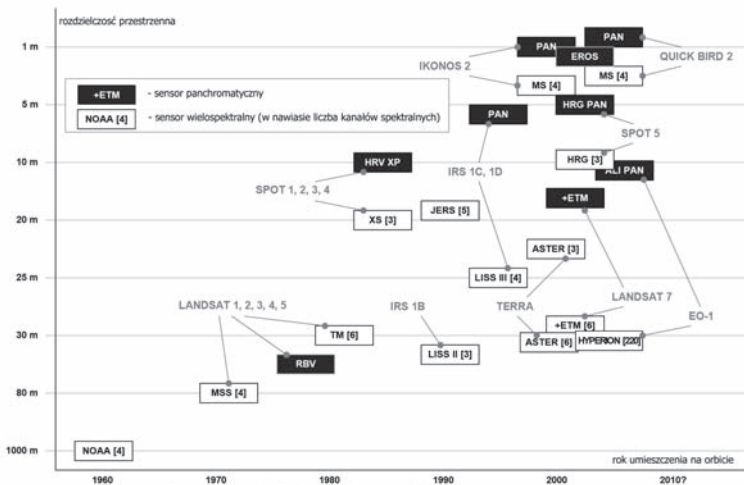 rozdzielczość przestrzenna
1 m
PAN
PAN
EROS
IKONOS 2
QUICK BIRD 2
MS [4]
MS [4]
+ETM - sensor panchromatyczny
NOAA [4] - sensor wielospektralny (w nawiasie liczba kanałów spektralnych)
5 m
HRG PAN
PAN
SPOT 5
10 m
HRV XP
HRG [3]
IRS 1C, 1D
ALI PAN
SPOT 1, 2, 3, 4
+ETM
JERS [5]
20 m
XS [3]
ASTER [3]
25 m
LISS III [4]
LANDSAT 1, 2, 3, 4, 5
IRS 1B
TERRA
LANDSAT 7
EO-1
+ETM [6]
30 m
TM [6]
ASTER [6]
HYPERION [220]
LISS II [3]
RBV
80 m
MSS [4]
1000 m
NOAA [4]
rok umieszczenia na orbicie
1960
1970
1980
1990
2000
2010?